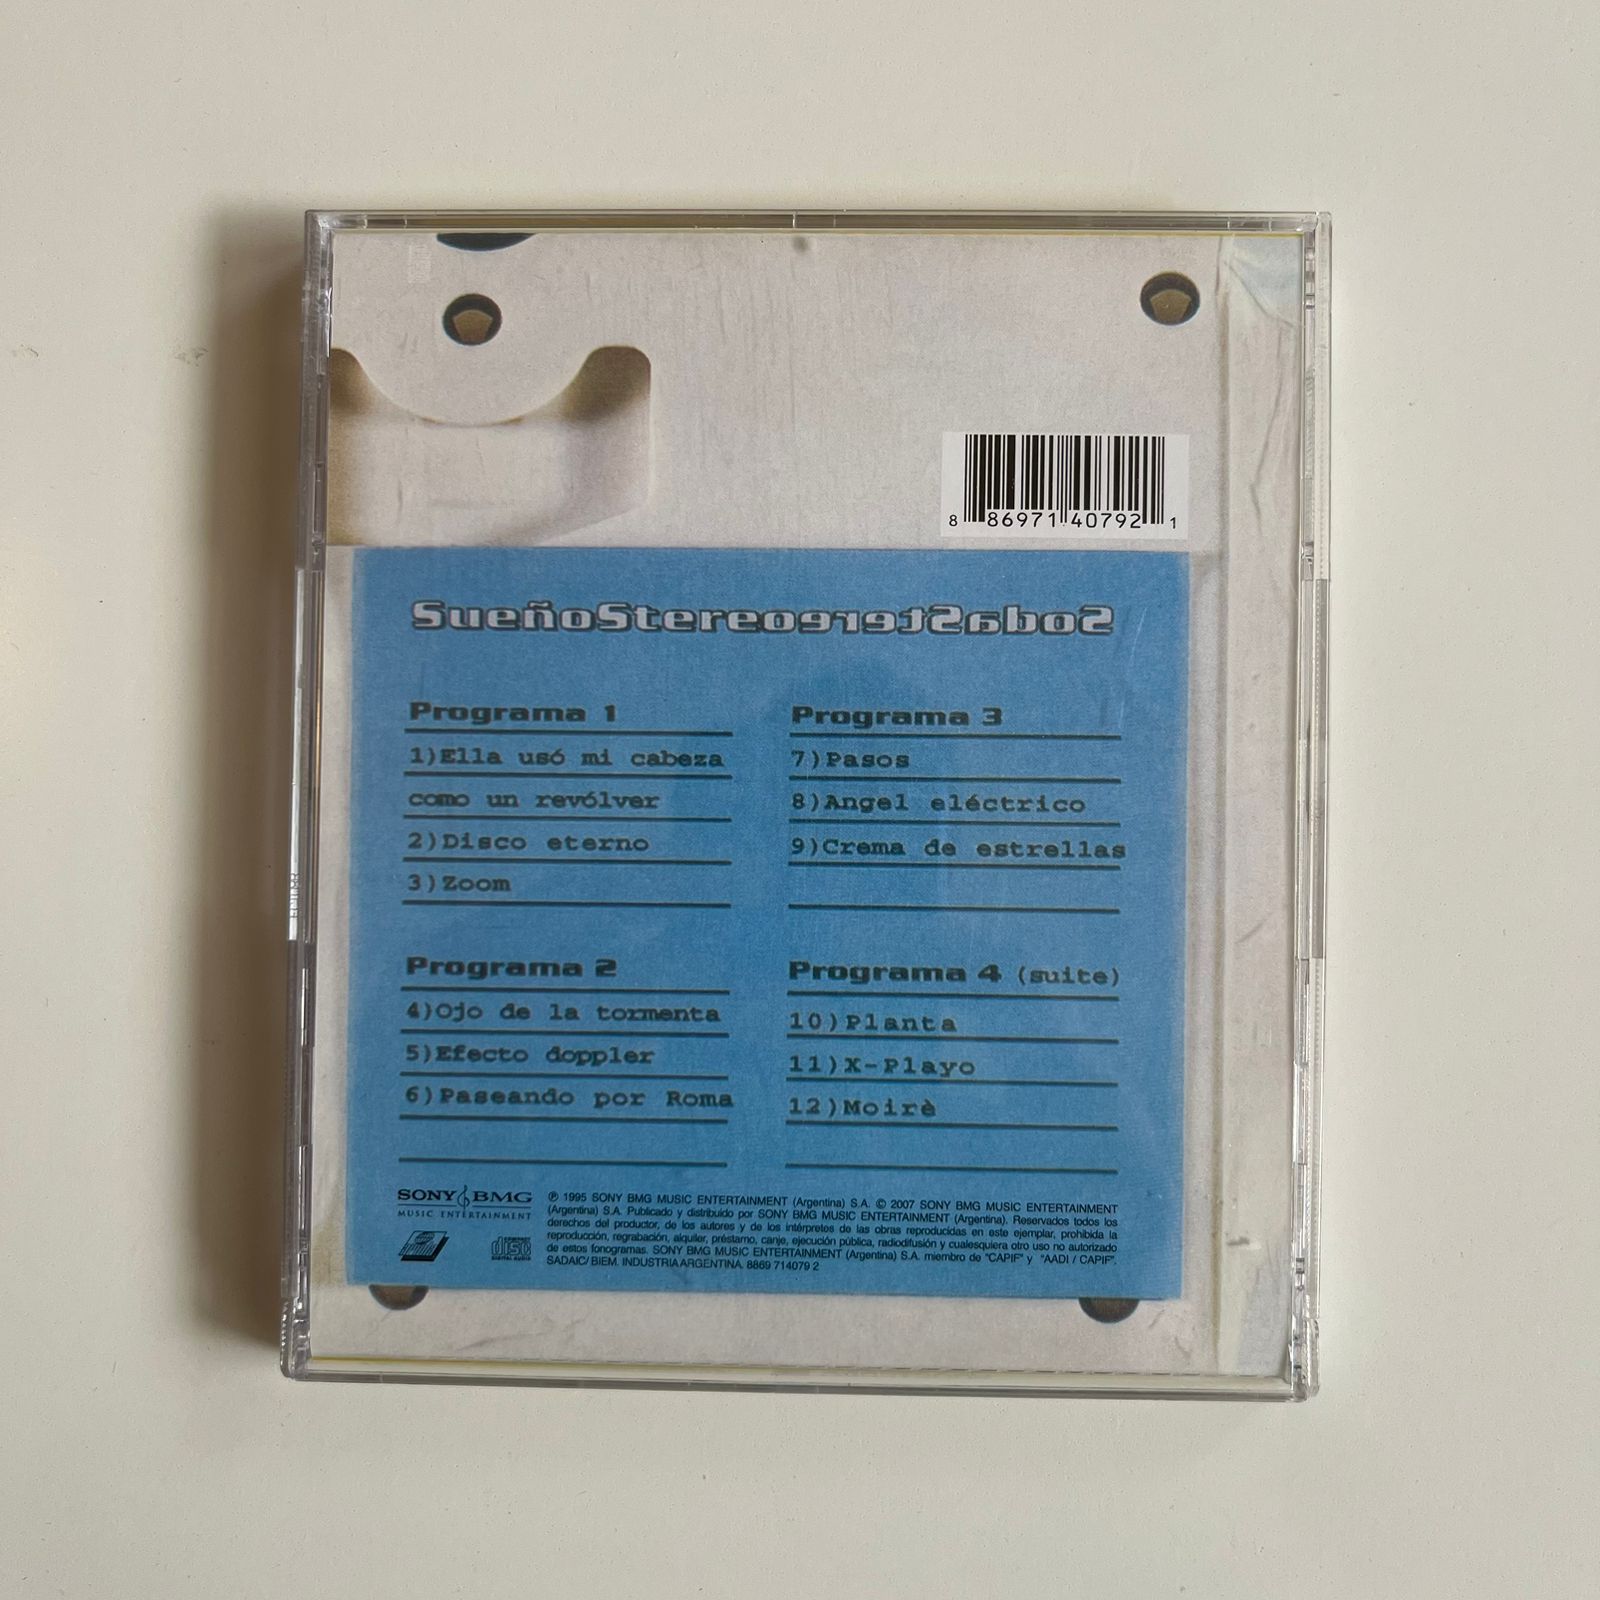 8 86971 40792 1
SueñoStereooeretSadoS
Programa 1
1)Ella usó mi cabeza
como un revólver
2)Disco eterno
3)Zoom
Programa 2
4)Ojo de la tormenta
5)Efecto doppler
6)Paseando por Roma
Programa 3
7)Pasos
8)Angel eléctrico
9)Crema de estrellas
Programa 4 (suite)
10)Planta
11)X-Playo
12)Moirè
SONY BMG
MUSIC ENTERTAINMENT
disc
DIGITAL AUDIO
℗ 1995 SONY BMG MUSIC ENTERTAINMENT (Argentina) S.A. © 2007 SONY BMG MUSIC ENTERTAINMENT
(Argentina) S.A. Publicado y distribuido por SONY BMG MUSIC ENTERTAINMENT (Argentina). Reservados todos los
derechos del productor, de los autores y de los intérpretes de las obras reproducidas en este ejemplar, prohibida la
reproducción, regrabación, alquiler, préstamo, canje, ejecución pública, radiodifusión y cualesquiera otro uso no autorizado
de estos fonogramas. SONY BMG MUSIC ENTERTAINMENT (Argentina) S.A. miembro de "CAPIF" y "AADI / CAPIF".
SADAIC/ BIEM. INDUSTRIA ARGENTINA. 8869 714079 2